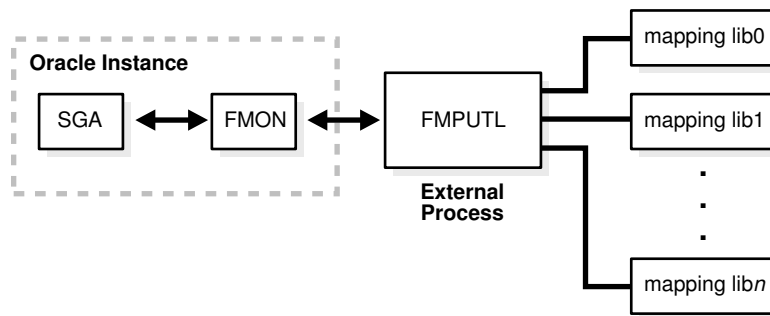 mapping lib0
Oracle Instance
SGA
FMON
FMPUTL
mapping lib1
External
Process
mapping libn